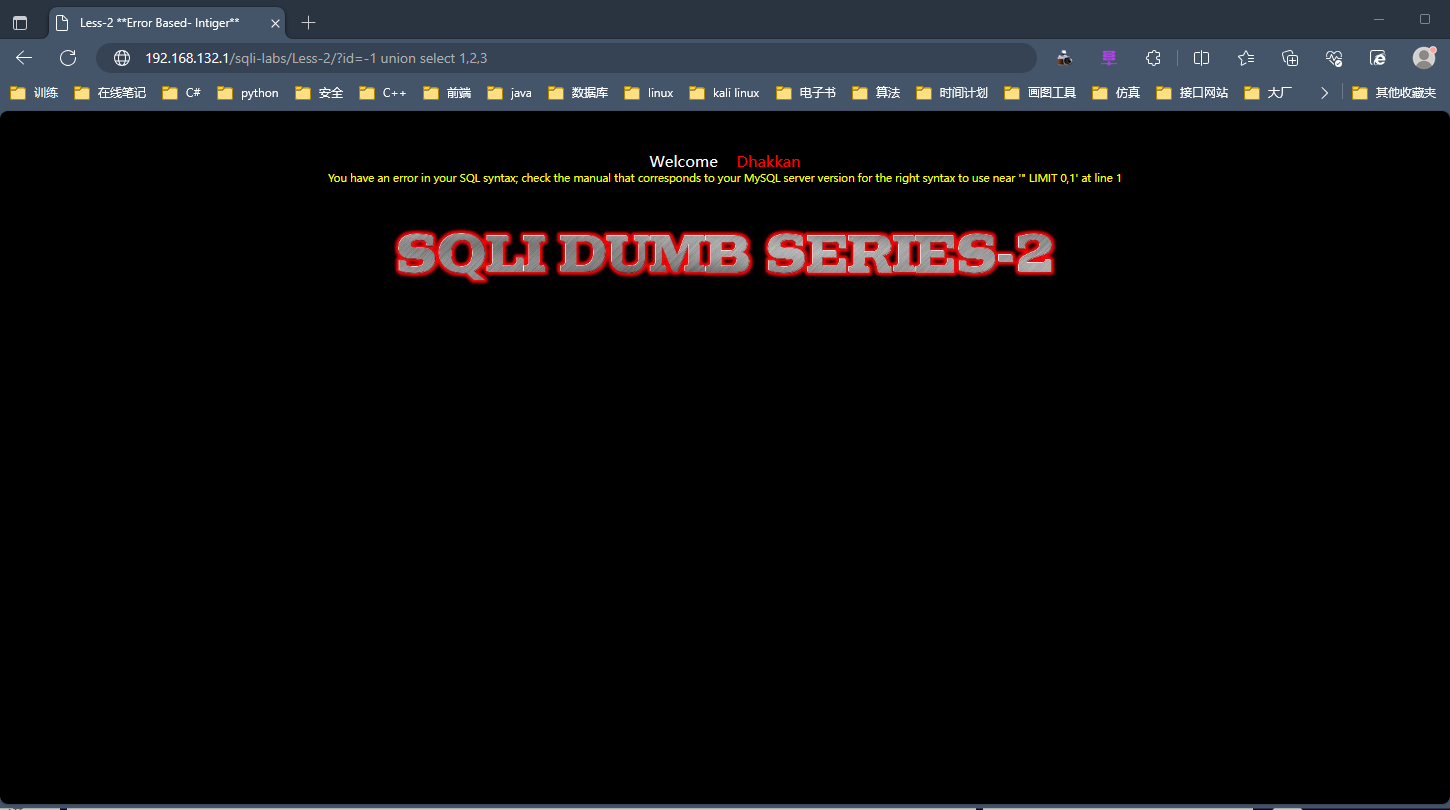 Less-2 **Error Based- Intiger**
192.168.132.1/sqli-labs/Less-2/?id=-1 union select 1,2,3
训练 在线笔记 C# python 安全 C++ 前端 java 数据库 linux kali linux 电子书 算法 时间计划 画图工具 仿真 接口网站 大厂 其他收藏夹
Welcome Dhakkan
You have an error in your SQL syntax; check the manual that corresponds to your MySQL server version for the right syntax to use near '" LIMIT 0,1' at line 1
SQLI DUMB SERIES-2